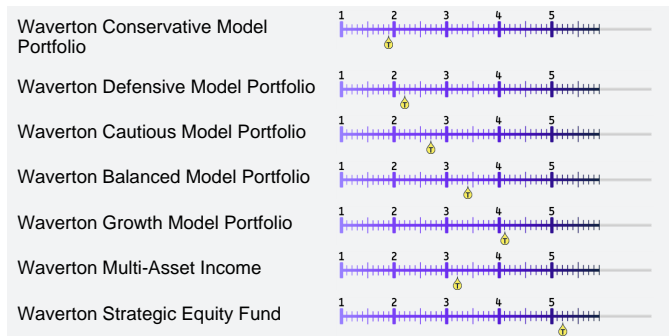 1 2 3 4 5
Waverton Conservative Model
Portfolio
T
1 2 3 4 5
Waverton Defensive Model Portfolio
T
1 2 3 4 5
Waverton Cautious Model Portfolio
T
1 2 3 4 5
Waverton Balanced Model Portfolio
T
1 2 3 4 5
Waverton Growth Model Portfolio
T
1 2 3 4 5
Waverton Multi-Asset Income
T
1 2 3 4 5
Waverton Strategic Equity Fund
T